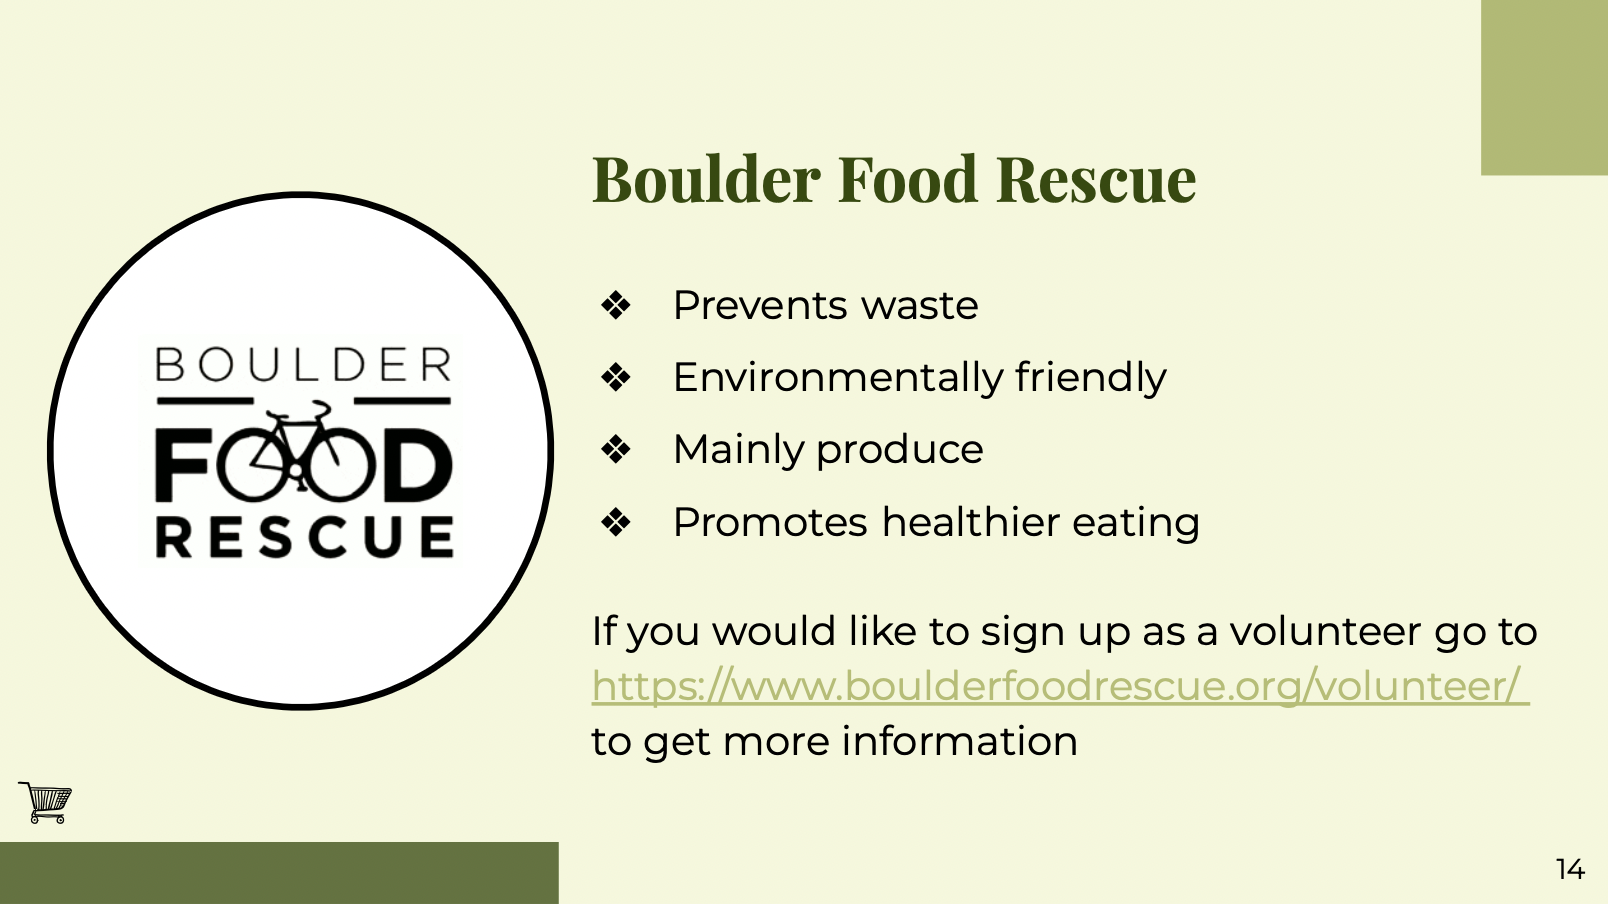 Boulder Food Rescue
BOULDER
FOOD
RESCUE
❖ Prevents waste
❖ Environmentally friendly
❖ Mainly produce
❖ Promotes healthier eating
If you would like to sign up as a volunteer go to
https://www.boulderfoodrescue.org/volunteer/
to get more information
14